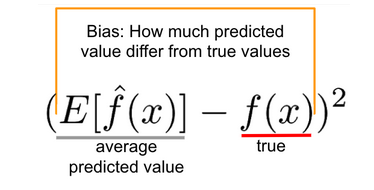 Bias: How much predicted
value differ from true values
(E[f̂(x)] − f(x))²
average
predicted value
true